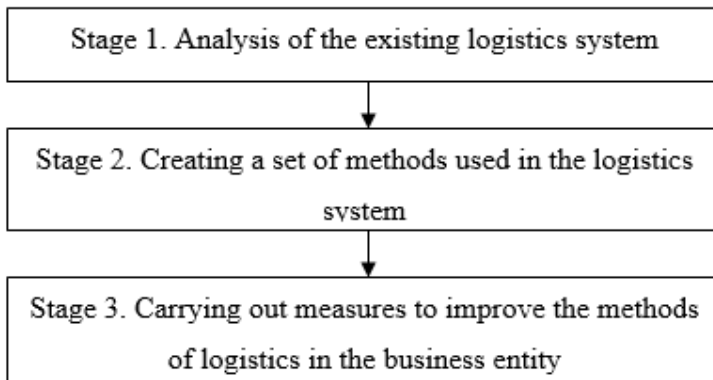 Stage 1. Analysis of the existing logistics system
Stage 2. Creating a set of methods used in the logistics
system
Stage 3. Carrying out measures to improve the methods
of logistics in the business entity